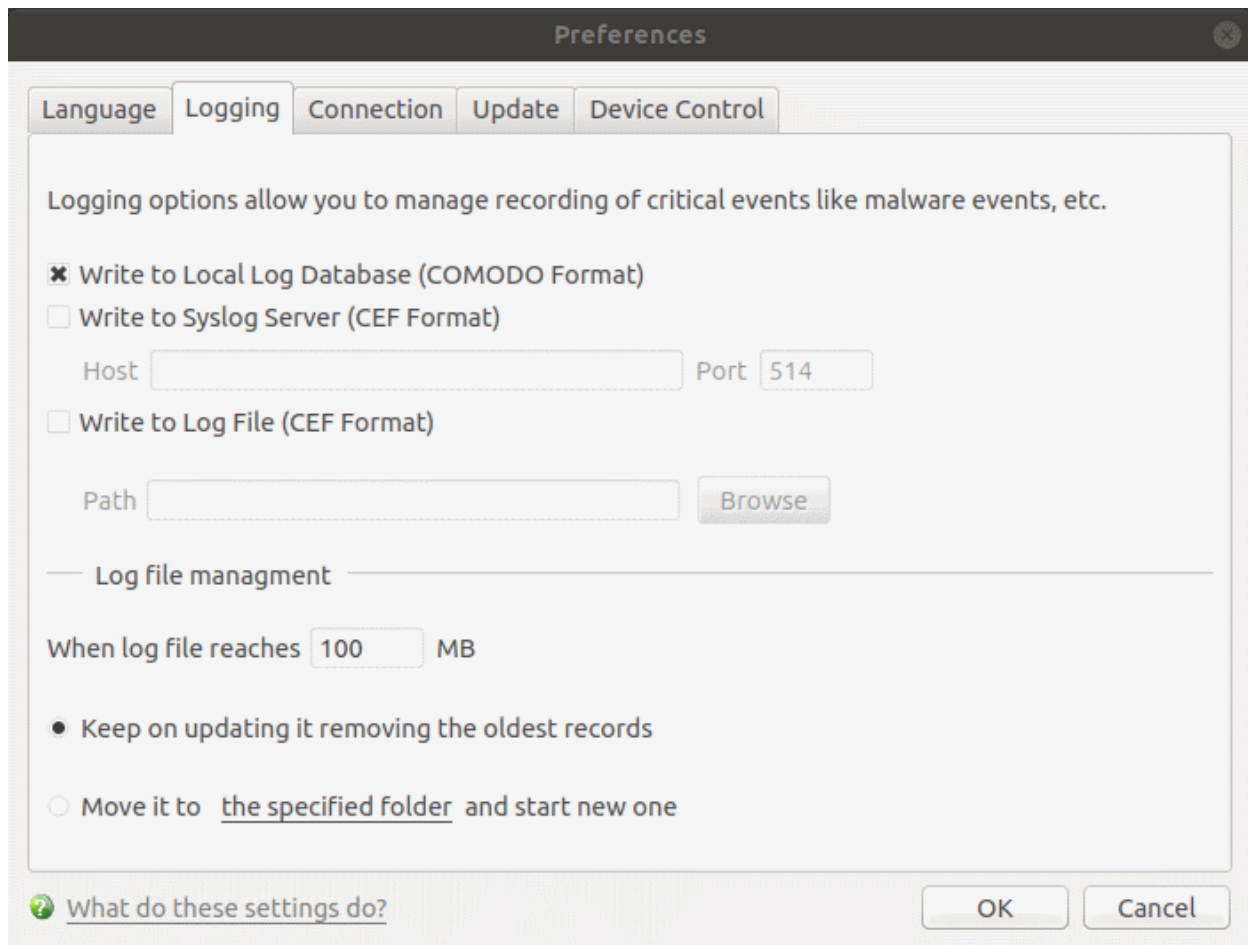 Preferences
Language Logging Connection Update Device Control
Logging options allow you to manage recording of critical events like malware events, etc.
Write to Local Log Database (COMODO Format)
Write to Syslog Server (CEF Format)
Host Port 514
Write to Log File (CEF Format)
Path Browse
Log file managment
When log file reaches 100 MB
Keep on updating it removing the oldest records
Move it to the specified folder and start new one
What do these settings do? OK Cancel